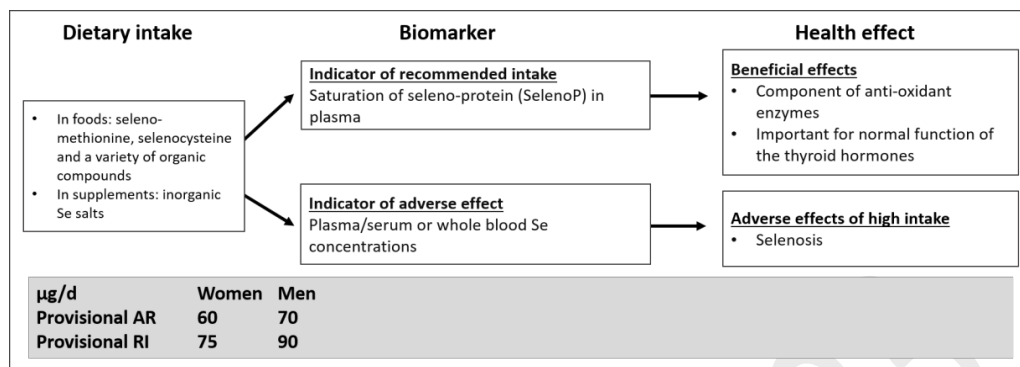 Dietary intake
Biomarker
Health effect
• In foods: seleno-
methionine, selenocysteine
and a variety of organic
compounds
• In supplements: inorganic
Se salts
Indicator of recommended intake
Saturation of seleno-protein (SelenoP) in
plasma
Indicator of adverse effect
Plasma/serum or whole blood Se
concentrations
Beneficial effects
• Component of anti-oxidant
enzymes
• Important for normal function of
the thyroid hormones
Adverse effects of high intake
• Selenosis
µg/d Women Men
Provisional AR 60 70
Provisional RI 75 90